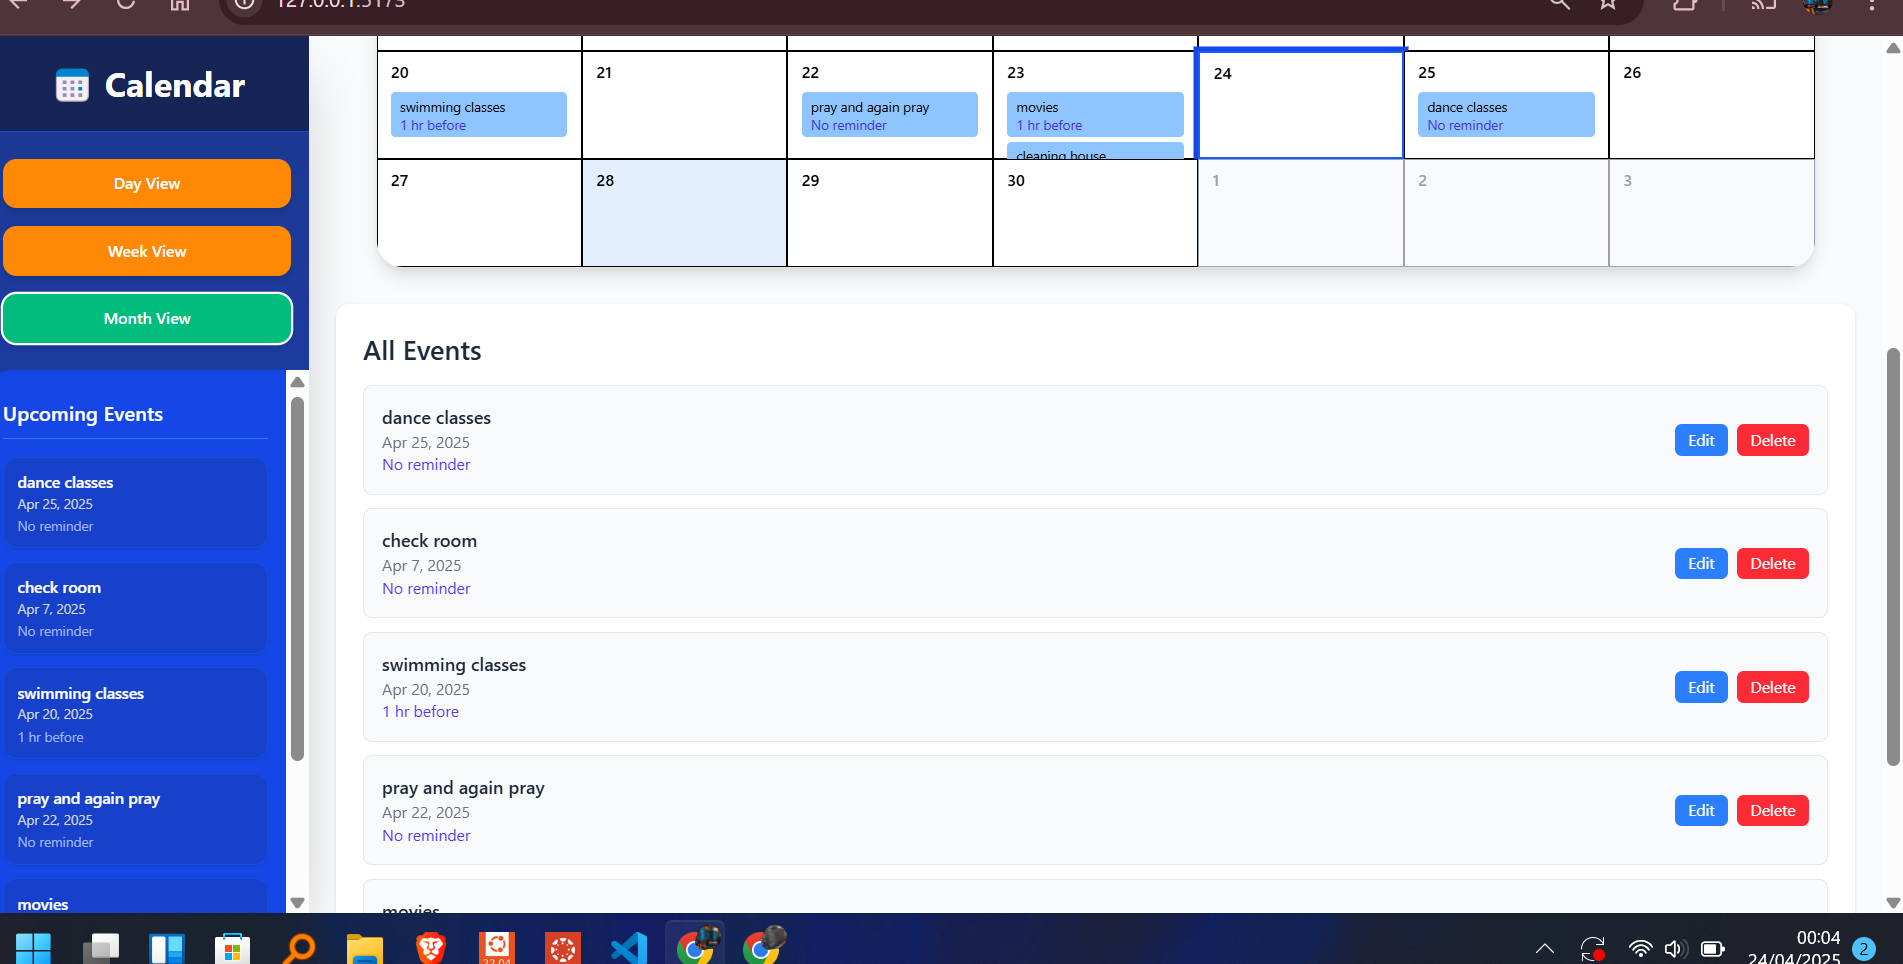 127.0.0.1:5173
Calendar
Day View
Week View
Month View
Upcoming Events
dance classes
Apr 25, 2025
No reminder
check room
Apr 7, 2025
No reminder
swimming classes
Apr 20, 2025
1 hr before
pray and again pray
Apr 22, 2025
No reminder
movies
20
swimming classes
1 hr before
21
22
pray and again pray
No reminder
23
movies
1 hr before
cleaning house
24
25
dance classes
No reminder
26
27
28
29
30
1
2
3
All Events
dance classes
Apr 25, 2025
No reminder
Edit
Delete
check room
Apr 7, 2025
No reminder
Edit
Delete
swimming classes
Apr 20, 2025
1 hr before
Edit
Delete
pray and again pray
Apr 22, 2025
No reminder
Edit
Delete
movies
22.04
00:04
24/04/2025
2